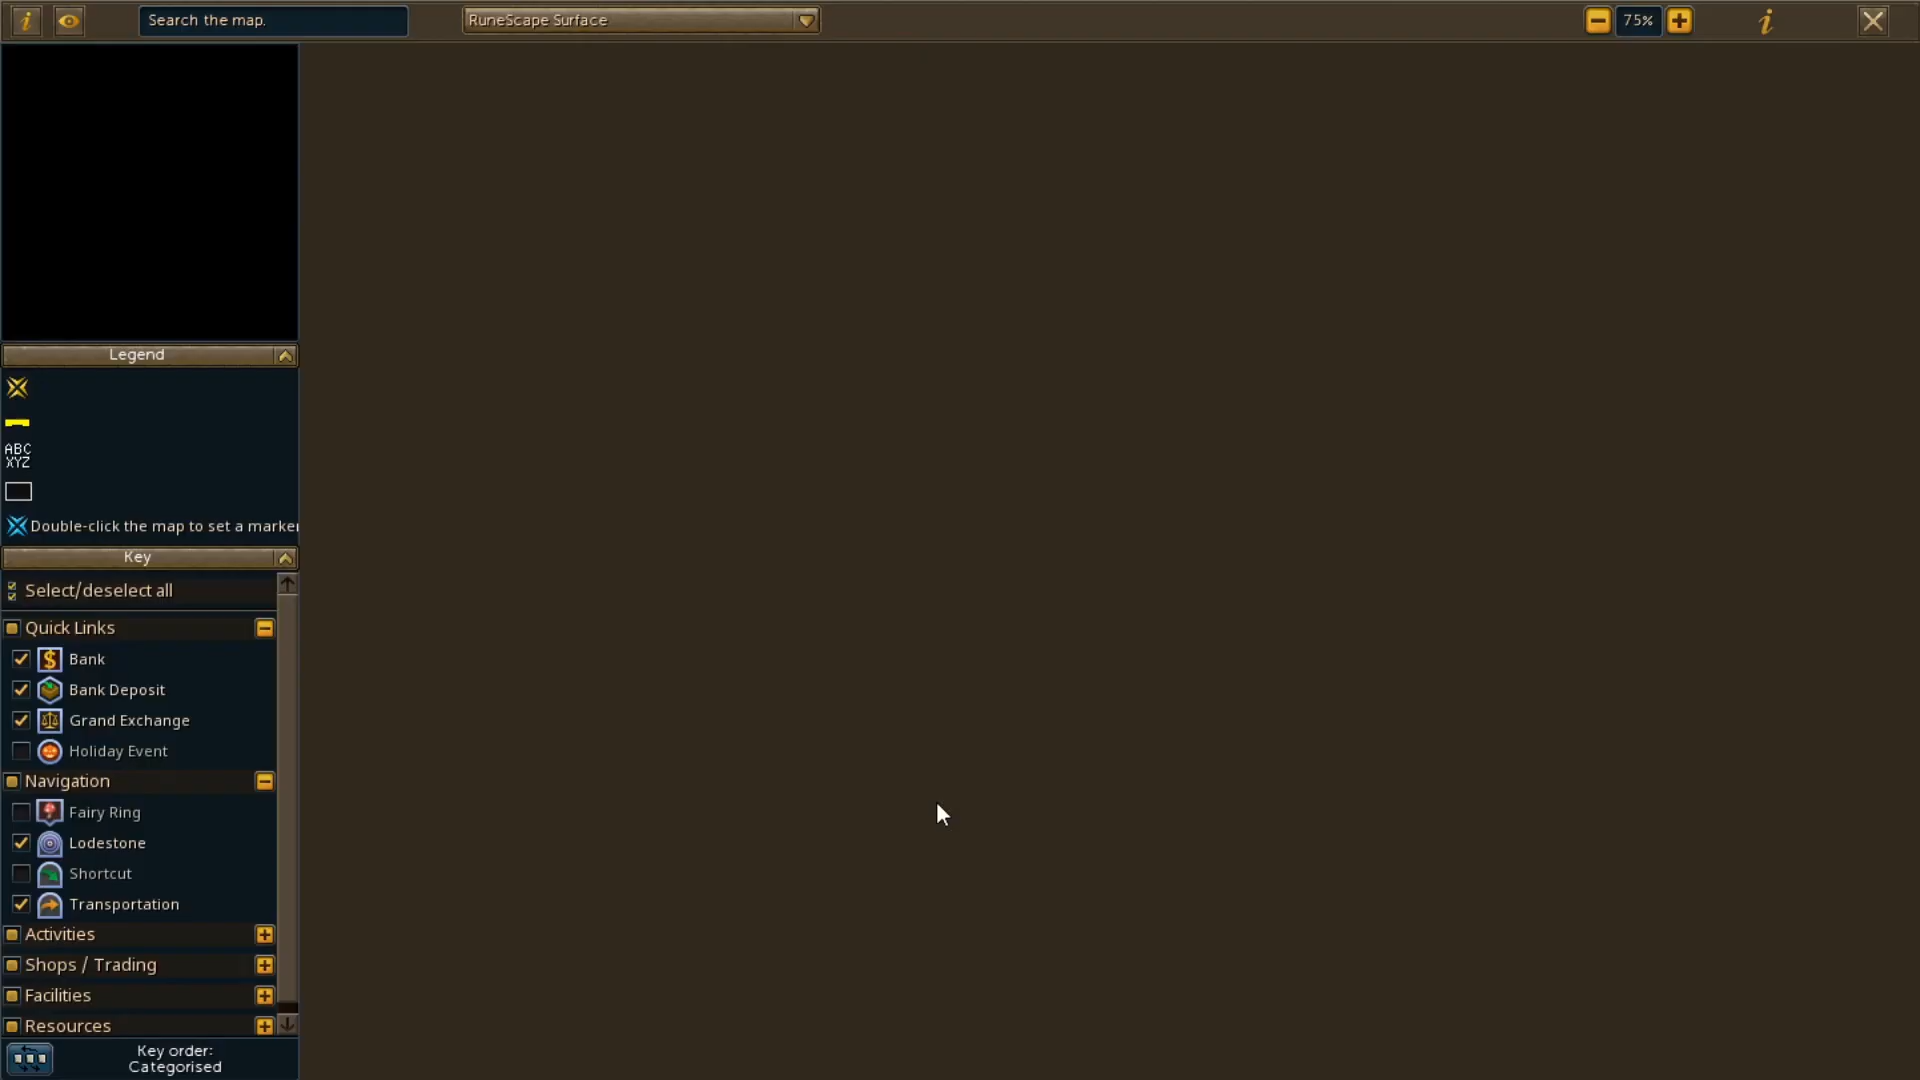 Search the map.
RuneScape Surface
75%
Legend
ABC
XYZ
Double-click the map to set a marker
Key
Select/deselect all
Quick Links
Bank
Bank Deposit
Grand Exchange
Holiday Event
Navigation
Fairy Ring
Lodestone
Shortcut
Transportation
Activities
Shops / Trading
Facilities
Resources
Key order:
Categorised